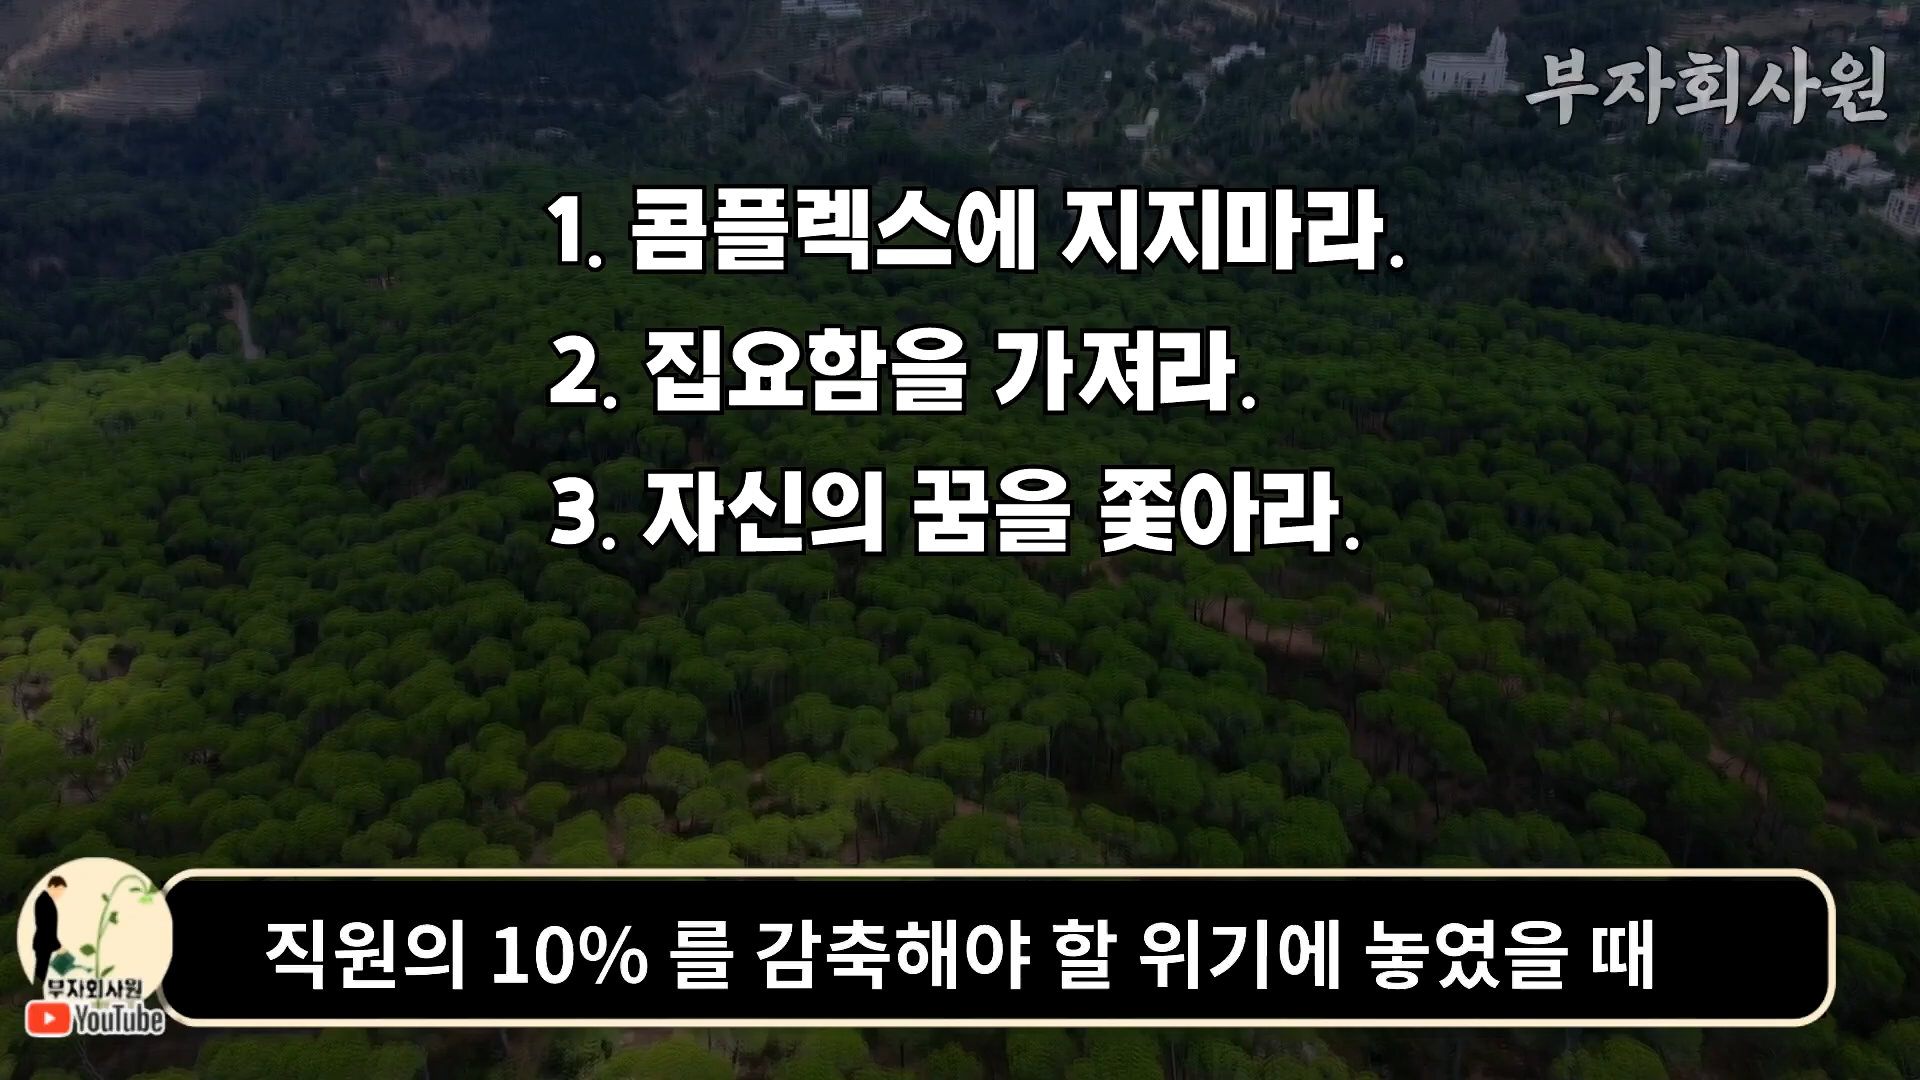 부자회사원
1. 콤플렉스에 지지마라.
2. 집요함을 가져라.
3. 자신의 꿈을 쫓아라.
직원의 10% 를 감축해야 할 위기에 놓였을 때
부자회사원
YouTube